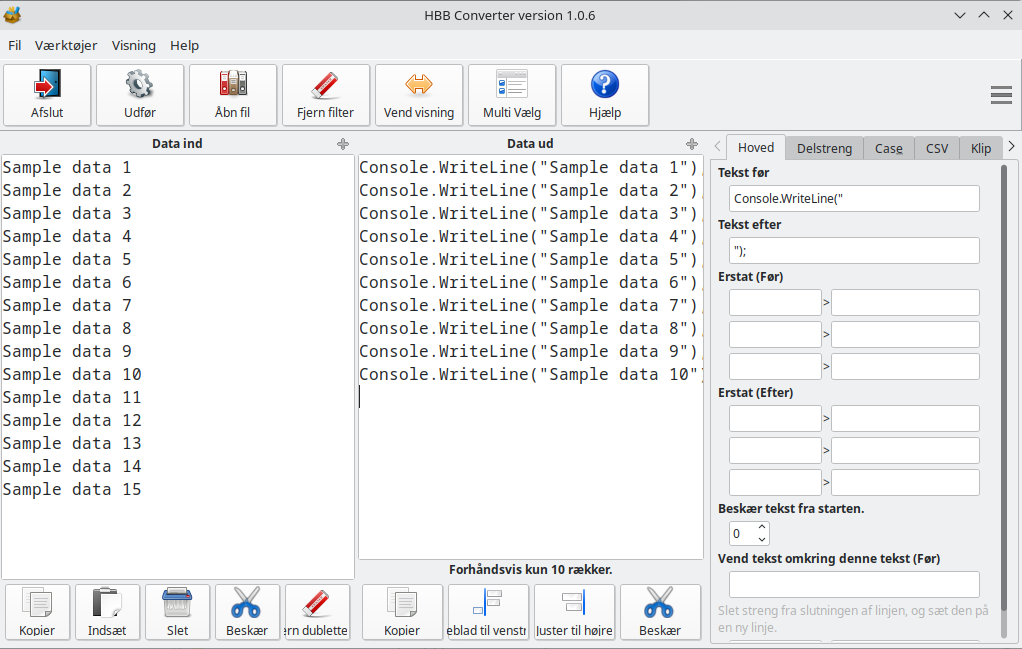 HBB Converter version 1.0.6
Fil Værktøjer Visning Help
Afslut Udfør Åbn fil Fjern filter Vend visning Multi Vælg Hjælp
Data ind
Sample data 1
Sample data 2
Sample data 3
Sample data 4
Sample data 5
Sample data 6
Sample data 7
Sample data 8
Sample data 9
Sample data 10
Sample data 11
Sample data 12
Sample data 13
Sample data 14
Sample data 15
Kopier Indsæt Slet Beskær rn dublette
Data ud
Console.WriteLine("Sample data 1"),
Console.WriteLine("Sample data 2"),
Console.WriteLine("Sample data 3"),
Console.WriteLine("Sample data 4"),
Console.WriteLine("Sample data 5"),
Console.WriteLine("Sample data 6"),
Console.WriteLine("Sample data 7"),
Console.WriteLine("Sample data 8"),
Console.WriteLine("Sample data 9"),
Console.WriteLine("Sample data 10")
Forhåndsvis kun 10 rækker.
Kopier eblad til venstr Juster til højre Beskær
Hoved Delstreng Case CSV Klip
Tekst før
Console.WriteLine("
Tekst efter
");
Erstat (Før)
>
>
>
Erstat (Efter)
>
>
>
Beskær tekst fra starten.
0
Vend tekst omkring denne tekst (Før)
Slet streng fra slutningen af linjen, og sæt den på
en ny linje.